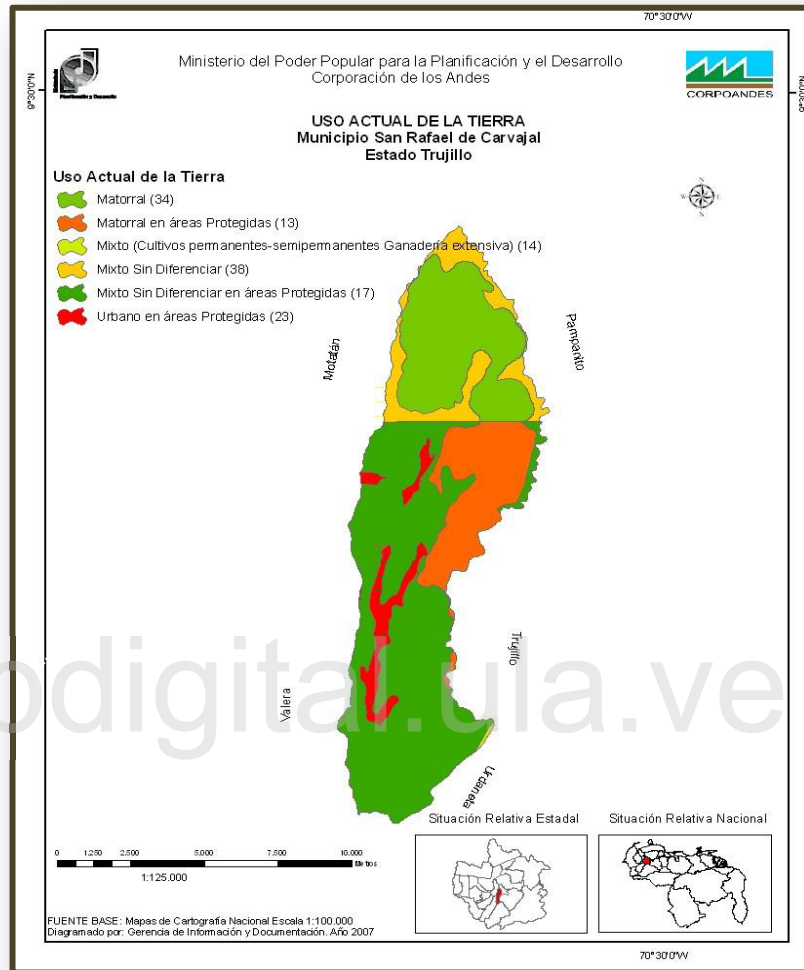 70°30'0"W
Ministerio del Poder Popular para la Planificación y el Desarrollo
Corporación de los Andes
CORPOANDES
Planificación y Desarrollo
9°30'0"N
9°30'0"N
USO ACTUAL DE LA TIERRA
Municipio San Rafael de Carvajal
Estado Trujillo
Uso Actual de la Tierra
Matorral (34)
Matorral en áreas Protegidas (13)
Mixto (Cultivos permanentes-semipermanentes Ganadería extensiva) (14)
Mixto Sin Diferenciar (38)
Mixto Sin Diferenciar en áreas Protegidas (17)
Urbano en áreas Protegidas (23)
N
W
Motatán
Pampanito
Trujillo
Valera
Urdaneta
odigital.ula.ve
Situación Relativa Estadal
Situación Relativa Nacional
0 1.250 2.500 5.000 7.500 10.000
Metros
1:125.000
FUENTE BASE: Mapas de Cartografía Nacional Escala 1:100.000
Diagramado por: Gerencia de Información y Documentación. Año 2007
70°30'0"W